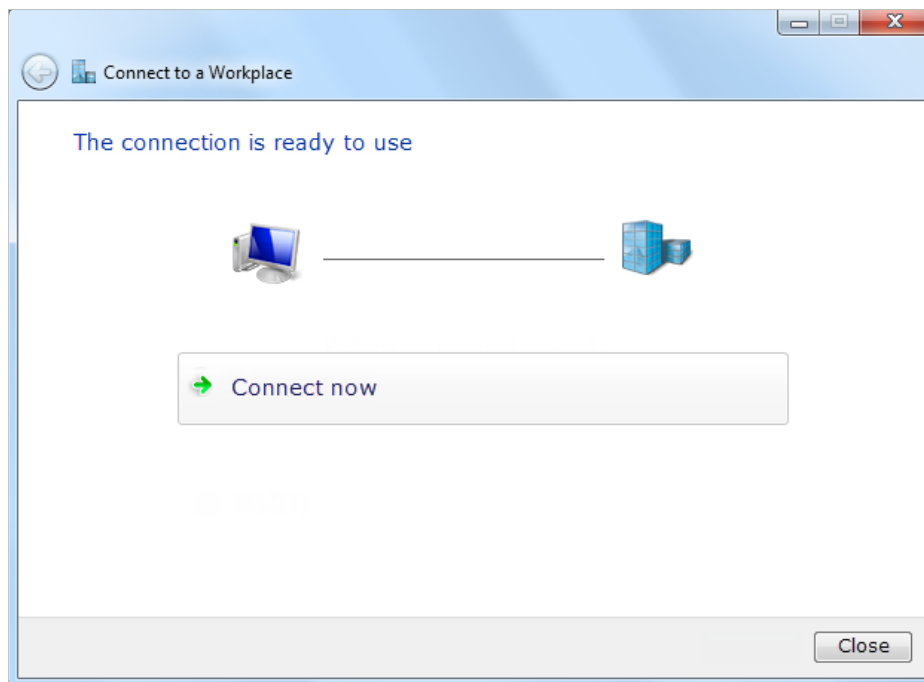 Connect to a Workplace
The connection is ready to use
Connect now
Close